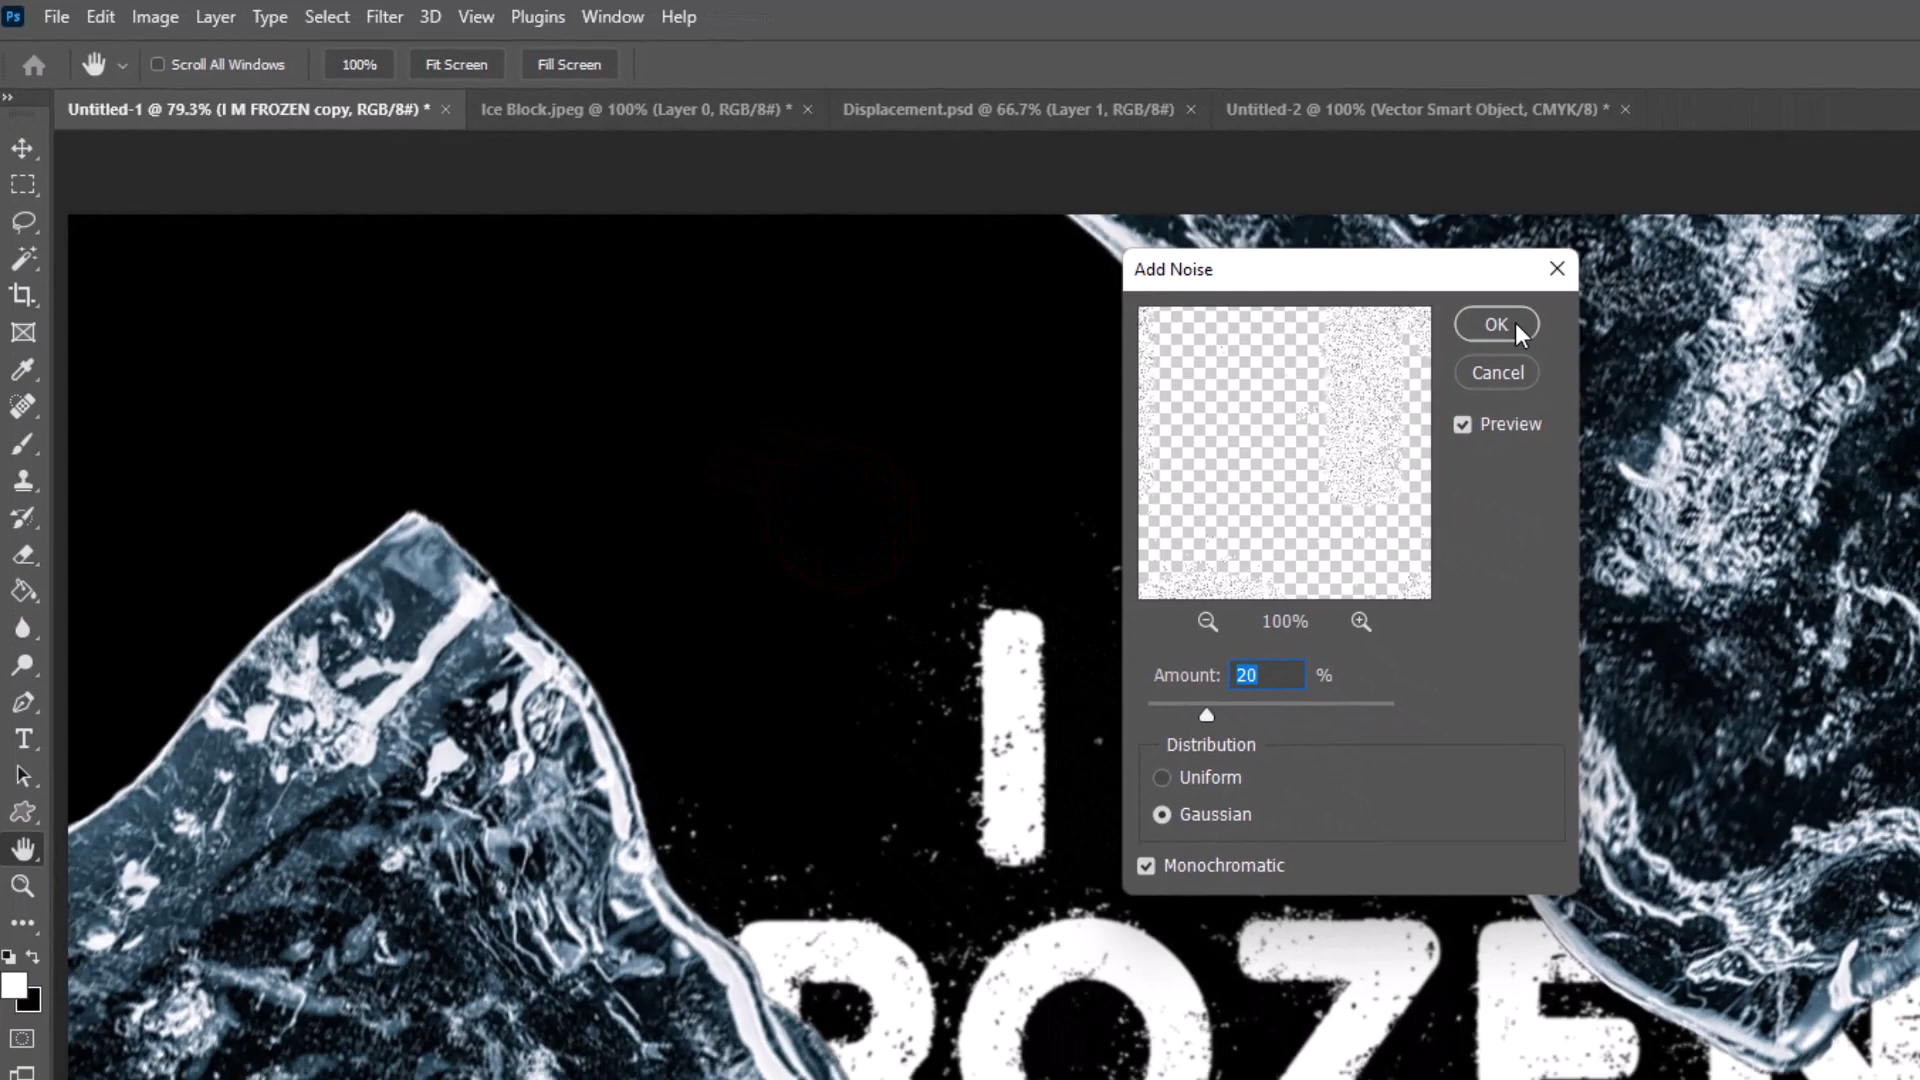 Ps File Edit Image Layer Type Select Filter 3D View Plugins Window Help
Scroll All Windows 100% Fit Screen Fill Screen
Untitled-1 @ 79.3% (I M FROZEN copy, RGB/8#) * × Ice Block.jpeg @ 100% (Layer 0, RGB/8#) * × Displacement.psd @ 66.7% (Layer 1, RGB/8#) × Untitled-2 @ 100% (Vector Smart Object, CMYK/8) * ×
Add Noise
OK
Cancel
Preview
100%
Amount: 20 %
Distribution
Uniform
Gaussian
Monochromatic
I
ROZEN